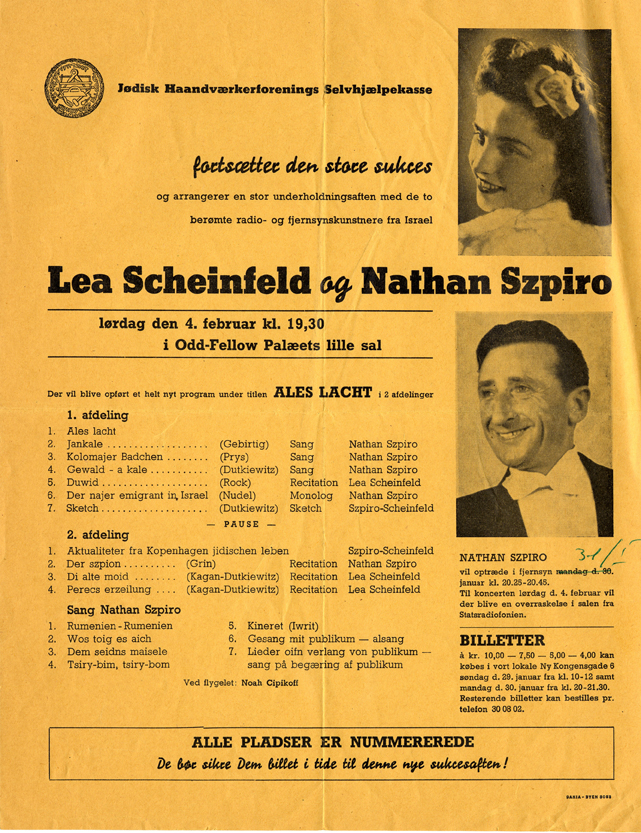 Jødisk Haandværkerforenings Selvhjælpekasse
fortsætter den store sukces
og arrangerer en stor underholdningsaften med de to
berømte radio- og fjernsynskunstnere fra Israel
Lea Scheinfeld og Nathan Szpiro
lørdag den 4. februar kl. 19,30
i Odd-Fellow Palæets lille sal
Der vil blive opført et helt nyt program under titlen ALES LACHT i 2 afdelinger
1. afdeling
1. Ales lacht
2. Jankale ................... (Gebirtig) Sang Nathan Szpiro
3. Kolomajer Badchen ........ (Prys) Sang Nathan Szpiro
4. Gewald - a kale ........... (Dutkiewitz) Sang Nathan Szpiro
5. Duwid .................... (Rock) Recitation Lea Scheinfeld
6. Der najer emigrant in Israel (Nudel) Monolog Nathan Szpiro
7. Sketch .................... (Dutkiewitz) Sketch Szpiro-Scheinfeld
— PAUSE —
2. afdeling
1. Aktualiteter fra Kopenhagen jidischen leben Szpiro-Scheinfeld
2. Der szpion ........... (Grin) Recitation Nathan Szpiro
3. Di alte moid ........ (Kagan-Dutkiewitz) Recitation Lea Scheinfeld
4. Perecs erzeilung .... (Kagan-Dutkiewitz) Recitation Lea Scheinfeld
Sang Nathan Szpiro
1. Rumenien - Rumenien
2. Wos toig es aich
3. Dem seidns maisele
4. Tsiry-bim, tsiry-bom
5. Kineret (Iwrit)
6. Gesang mit publikum — alsang
7. Lieder oifn verlang von publikum —
sang på begæring af publikum
Ved flygelet: Noah Cipikoff
NATHAN SZPIRO 31/1
vil optræde i fjernsyn mandag d. 30.
januar kl. 20.25-20.45.
Til koncerten lørdag d. 4. februar vil
der blive en overraskelse i salen fra
Statsradiofonien.
BILLETTER
å kr. 10,00 — 7,50 — 5,00 — 4,00 kan
købes i vort lokale Ny Kongensgade 6
søndag d. 29. januar fra kl. 10-12 samt
mandag d. 30. januar fra kl. 20-21.30.
Resterende billetter kan bestilles pr.
telefon 30 08 02.
ALLE PLADSER ER NUMMEREREDE
De bør sikre Dem billet i tide til denne nye sukcesaften!